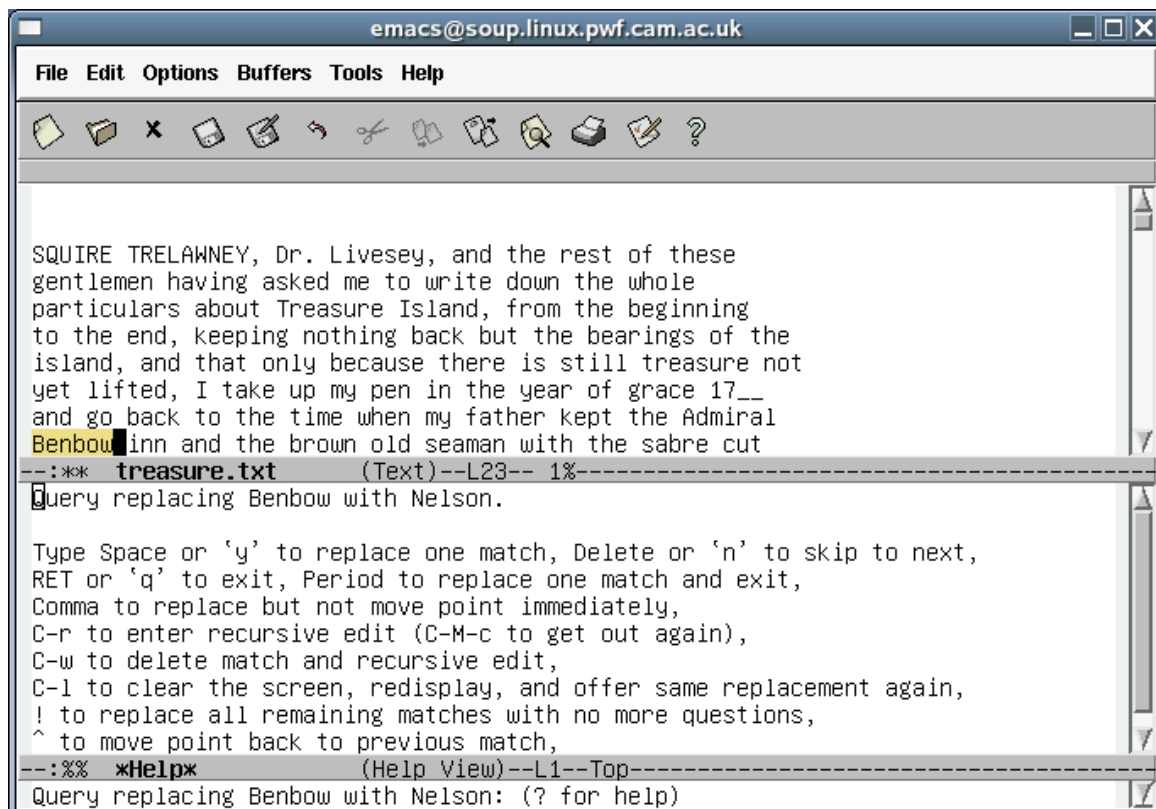 emacs@soup.linux.pwf.cam.ac.uk
File Edit Options Buffers Tools Help
SQUIRE TRELAWNEY, Dr. Livesey, and the rest of these
gentlemen having asked me to write down the whole
particulars about Treasure Island, from the beginning
to the end, keeping nothing back but the bearings of the
island, and that only because there is still treasure not
yet lifted, I take up my pen in the year of grace 17__
and go back to the time when my father kept the Admiral
Benbow inn and the brown old seaman with the sabre cut
--:** treasure.txt (Text)--L23-- 1%----------------------------------------
Query replacing Benbow with Nelson.
Type Space or ‘y’ to replace one match, Delete or ‘n’ to skip to next,
RET or ‘q’ to exit, Period to replace one match and exit,
Comma to replace but not move point immediately,
C-r to enter recursive edit (C-M-c to get out again),
C-w to delete match and recursive edit,
C-l to clear the screen, redisplay, and offer same replacement again,
! to replace all remaining matches with no more questions,
^ to move point back to previous match,
--:%% *Help* (Help View)--L1--Top------------------------------------
Query replacing Benbow with Nelson: (? for help)